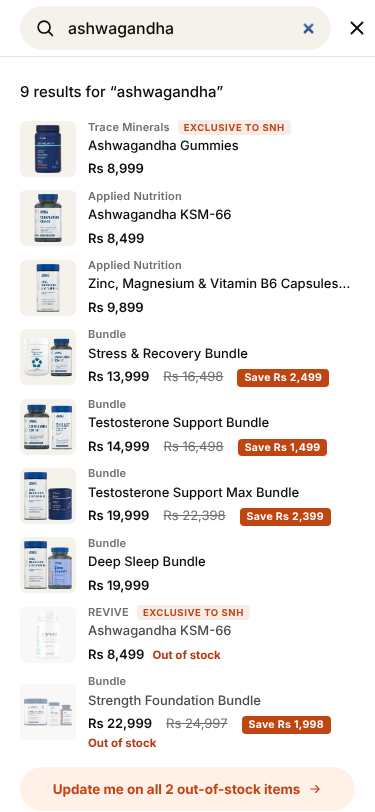 ashwagandha
9 results for “ashwagandha”
Trace Minerals EXCLUSIVE TO SNH
Ashwagandha Gummies
Rs 8,999
Applied Nutrition
Ashwagandha KSM-66
Rs 8,499
Applied Nutrition
Zinc, Magnesium & Vitamin B6 Capsules...
Rs 9,899
Bundle
Stress & Recovery Bundle
Rs 13,999 Rs 16,498 Save Rs 2,499
Bundle
Testosterone Support Bundle
Rs 14,999 Rs 16,498 Save Rs 1,499
Bundle
Testosterone Support Max Bundle
Rs 19,999 Rs 22,398 Save Rs 2,399
Bundle
Deep Sleep Bundle
Rs 19,999
REVIVE EXCLUSIVE TO SNH
Ashwagandha KSM-66
Rs 8,499 Out of stock
Bundle
Strength Foundation Bundle
Rs 22,999 Rs 24,997 Save Rs 1,998
Out of stock
Update me on all 2 out-of-stock items →